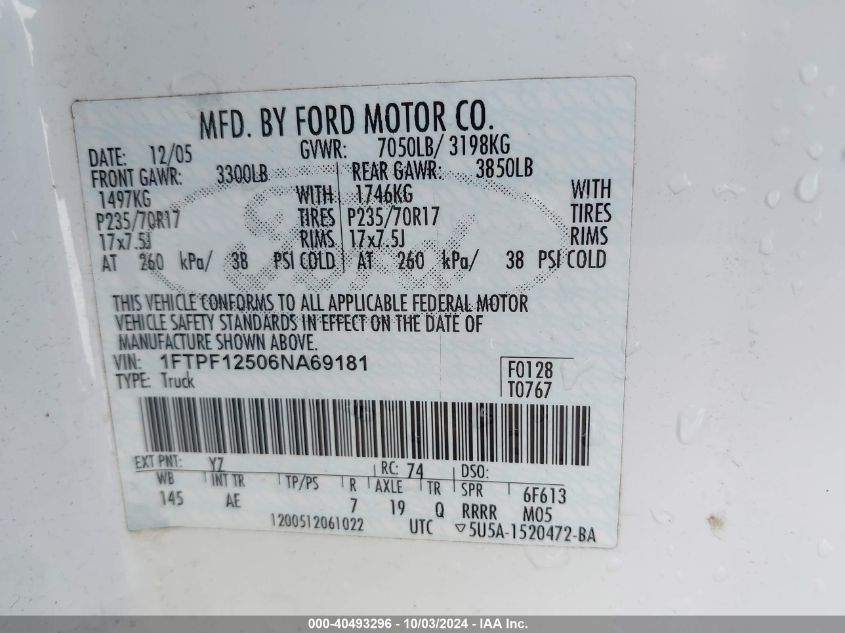 MFD. BY FORD MOTOR CO.
DATE: 12/05 GVWR: 7050LB/ 3198KG
FRONT GAWR: 3300LB REAR GAWR: 3850LB
1497KG WITH 1746KG WITH
P235/70R17 TIRES P235/70R17 TIRES
17x7.5J RIMS 17x7.5J RIMS
AT 260 kPa/ 38 PSI COLD AT 260 kPa/ 38 PSI COLD
THIS VEHICLE CONFORMS TO ALL APPLICABLE FEDERAL MOTOR
VEHICLE SAFETY STANDARDS IN EFFECT ON THE DATE OF
MANUFACTURE SHOWN ABOVE.
VIN: 1FTPF12506NA69181 F0128
TYPE: Truck T0767
EXT PNT: YZ RC: 74 DSO:
WB INT TR TP/PS R AXLE TR SPR 6F613
145 AE 7 19 Q RRRR M05
1200512061022 UTC ▽5U5A-1520472-BA
Ford
000-40493296 - 10/03/2024 - IAA Inc.